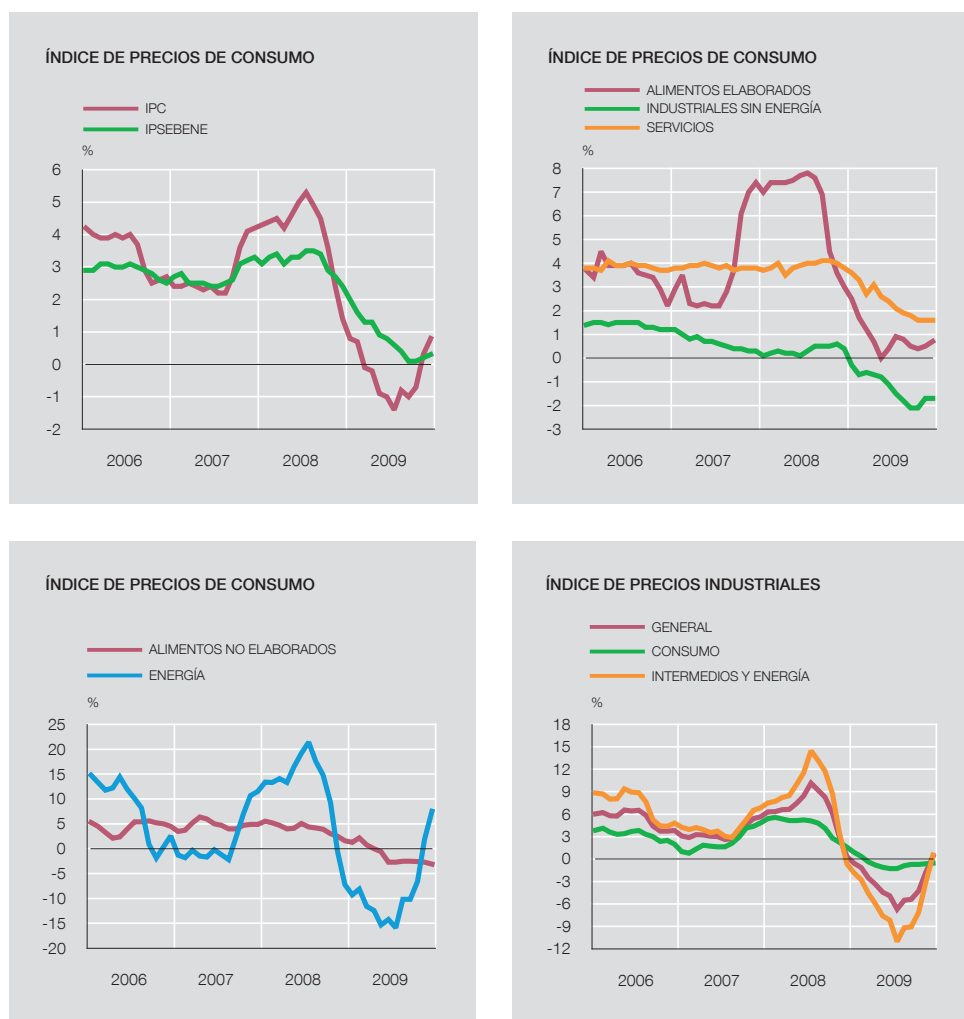 ÍNDICE DE PRECIOS DE CONSUMO
IPC
IPSEBENE
%
6
5
4
3
2
1
0
-1
-2
2006 2007 2008 2009
ÍNDICE DE PRECIOS DE CONSUMO
ALIMENTOS ELABORADOS
INDUSTRIALES SIN ENERGÍA
SERVICIOS
%
8
7
6
5
4
3
2
1
0
-1
-2
-3
2006 2007 2008 2009
ÍNDICE DE PRECIOS DE CONSUMO
ALIMENTOS NO ELABORADOS
ENERGÍA
%
25
20
15
10
5
0
-5
-10
-15
-20
2006 2007 2008 2009
ÍNDICE DE PRECIOS INDUSTRIALES
GENERAL
CONSUMO
INTERMEDIOS Y ENERGÍA
%
18
15
12
9
6
3
0
-3
-6
-9
-12
2006 2007 2008 2009